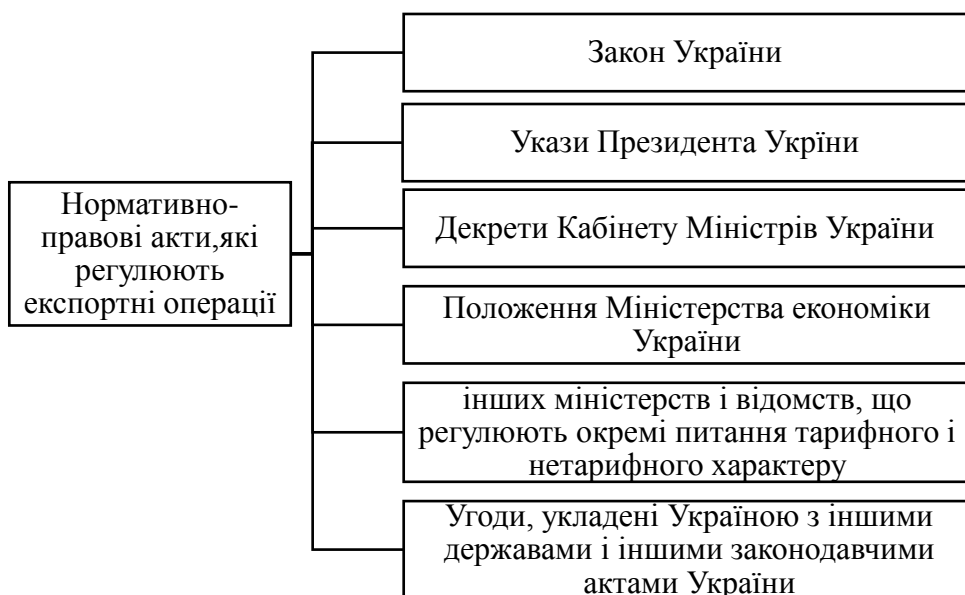 Закон України
Укази Президента Укрїни
Нормативно-
правові акти,які
регулюють
експортні операції
Декрети Кабінету Міністрів України
Положення Міністерства економіки
України
інших міністерств і відомств, що
регулюють окремі питання тарифного і
нетарифного характеру
Угоди, укладені Україною з іншими
державами і іншими законодавчими
актами України